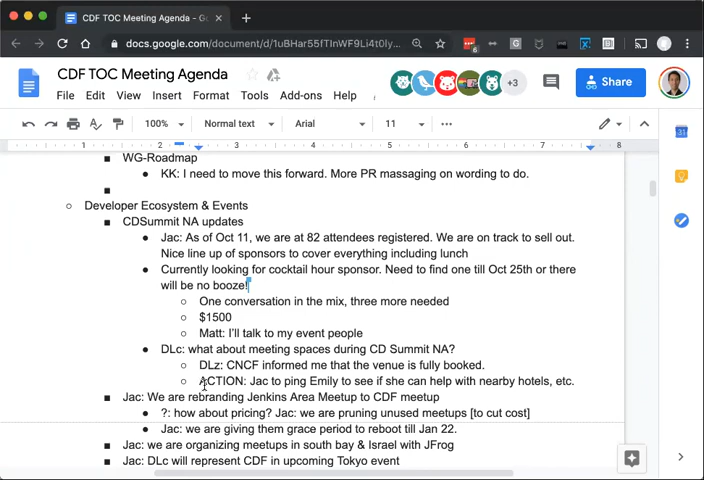 CDF TOC Meeting Agenda - Go
docs.google.com/document/d/1uBHar55fTInWF9Li4t0Iy...
CDF TOC Meeting Agenda
+3
Share
File Edit View Insert Format Tools Add-ons Help
100% Normal text Arial 11
1 2 3 4 5 6 7 8
WG-Roadmap
KK: I need to move this forward. More PR massaging on wording to do.
Developer Ecosystem & Events
CDSummit NA updates
Jac: As of Oct 11, we are at 82 attendees registered. We are on track to sell out.
Nice line up of sponsors to cover everything including lunch
Currently looking for cocktail hour sponsor. Need to find one till Oct 25th or there
will be no booze!
One conversation in the mix, three more needed
$1500
Matt: I'll talk to my event people
DLc: what about meeting spaces during CD Summit NA?
DLz: CNCF informed me that the venue is fully booked.
ACTION: Jac to ping Emily to see if she can help with nearby hotels, etc.
Jac: We are rebranding Jenkins Area Meetup to CDF meetup
?: how about pricing? Jac: we are pruning unused meetups [to cut cost]
Jac: we are giving them grace period to reboot till Jan 22.
Jac: we are organizing meetups in south bay & Israel with JFrog
Jac: DLc will represent CDF in upcoming Tokyo event